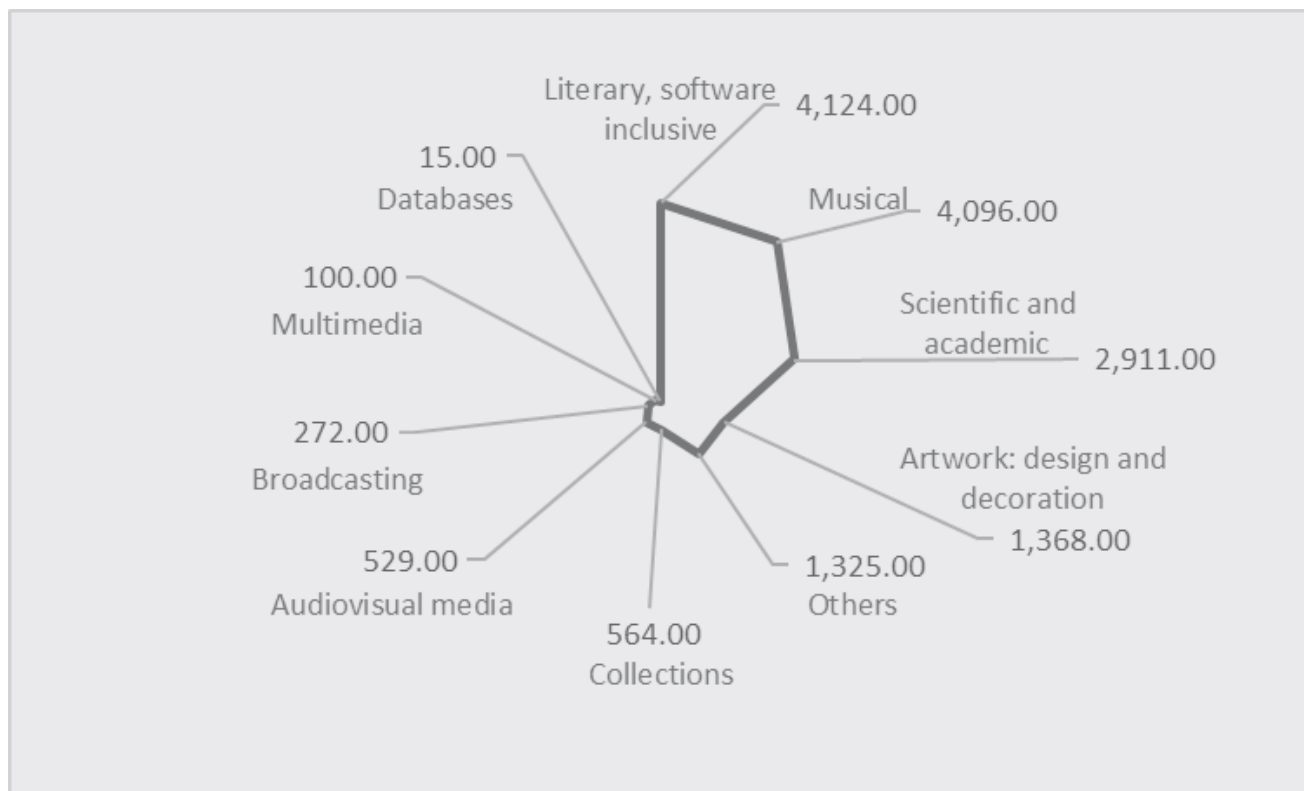 Literary, software
inclusive
4,124.00
Musical
4,096.00
Scientific and
academic
2,911.00
Artwork: design and
decoration
1,368.00
1,325.00
Others
564.00
Collections
529.00
Audiovisual media
272.00
Broadcasting
100.00
Multimedia
15.00
Databases